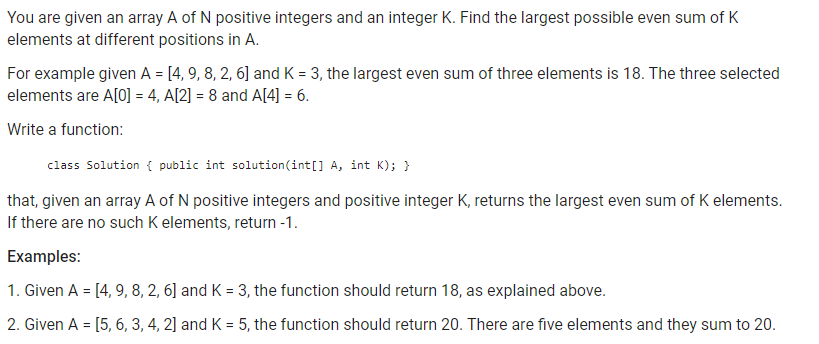 You are given an array A of N positive integers and an integer K. Find the largest possible even sum of K
elements at different positions in A.
For example given A = [4, 9, 8, 2, 6] and K = 3, the largest even sum of three elements is 18. The three selected
elements are A[0] = 4, A[2] = 8 and A[4] = 6.
Write a function:
class Solution { public int solution(int[] A, int K); }
that, given an array A of N positive integers and positive integer K, returns the largest even sum of K elements.
If there are no such K elements, return -1.
Examples:
1. Given A = [4, 9, 8, 2, 6] and K = 3, the function should return 18, as explained above.
2. Given A = [5, 6, 3, 4, 2] and K = 5, the function should return 20. There are five elements and they sum to 20.